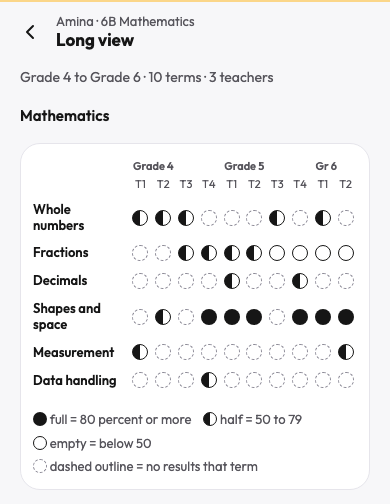 Amina · 6B Mathematics
Long view
Grade 4 to Grade 6 · 10 terms · 3 teachers
Mathematics
Grade 4 Grade 5 Gr 6
T1 T2 T3 T4 T1 T2 T3 T4 T1 T2
Whole
numbers
Fractions
Decimals
Shapes and
space
Measurement
Data handling
full = 80 percent or more half = 50 to 79
empty = below 50
dashed outline = no results that term